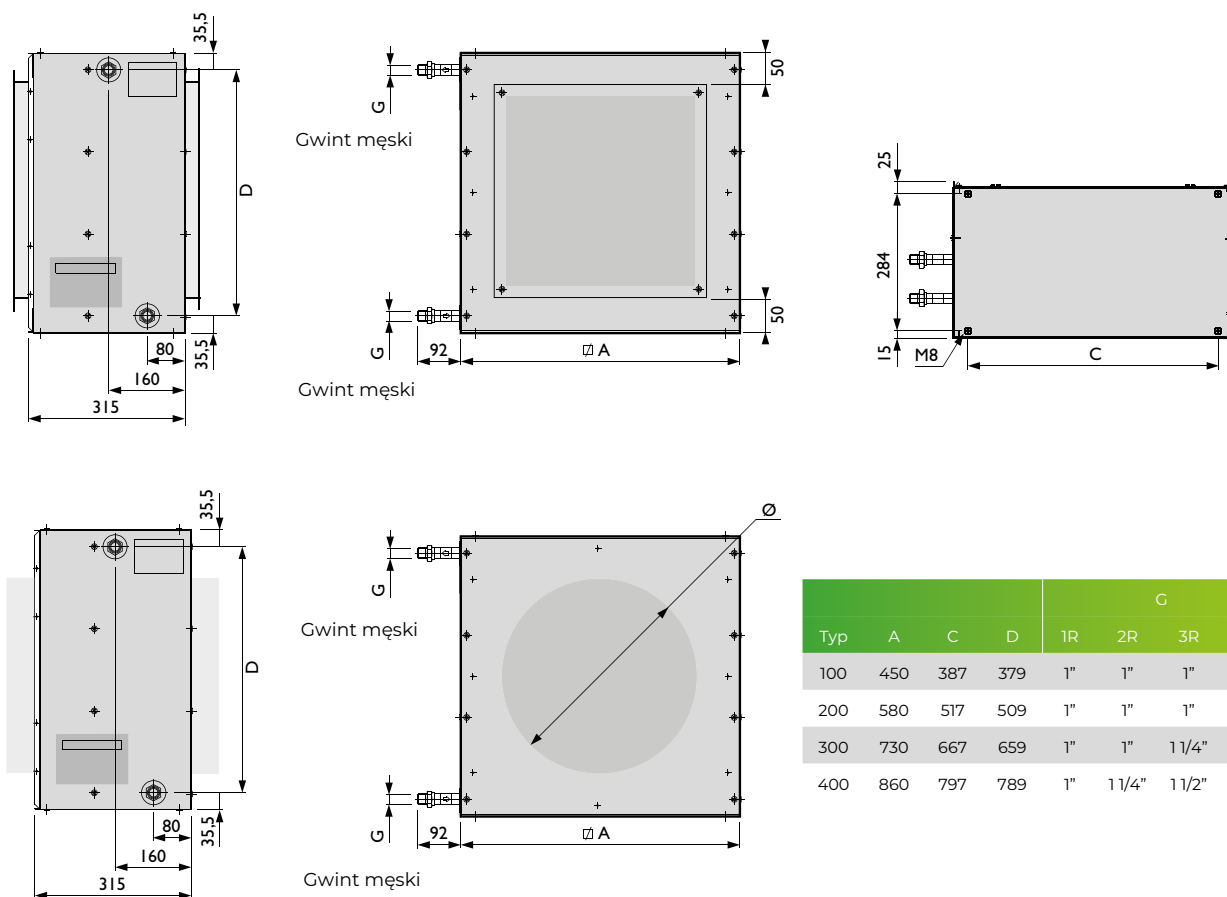 35,5
D
80
160
35,5
315
G
Gwint męski
50
G
92
A
50
Gwint męski
25
284
15
M8
C
35,5
D
80
160
35,5
315
Ø
G
Gwint męski
G
92
A
Gwint męski
G
Typ A C D 1R 2R 3R
100 450 387 379 1” 1” 1”
200 580 517 509 1” 1” 1”
300 730 667 659 1” 1” 1 1/4”
400 860 797 789 1” 1 1/4” 1 1/2”